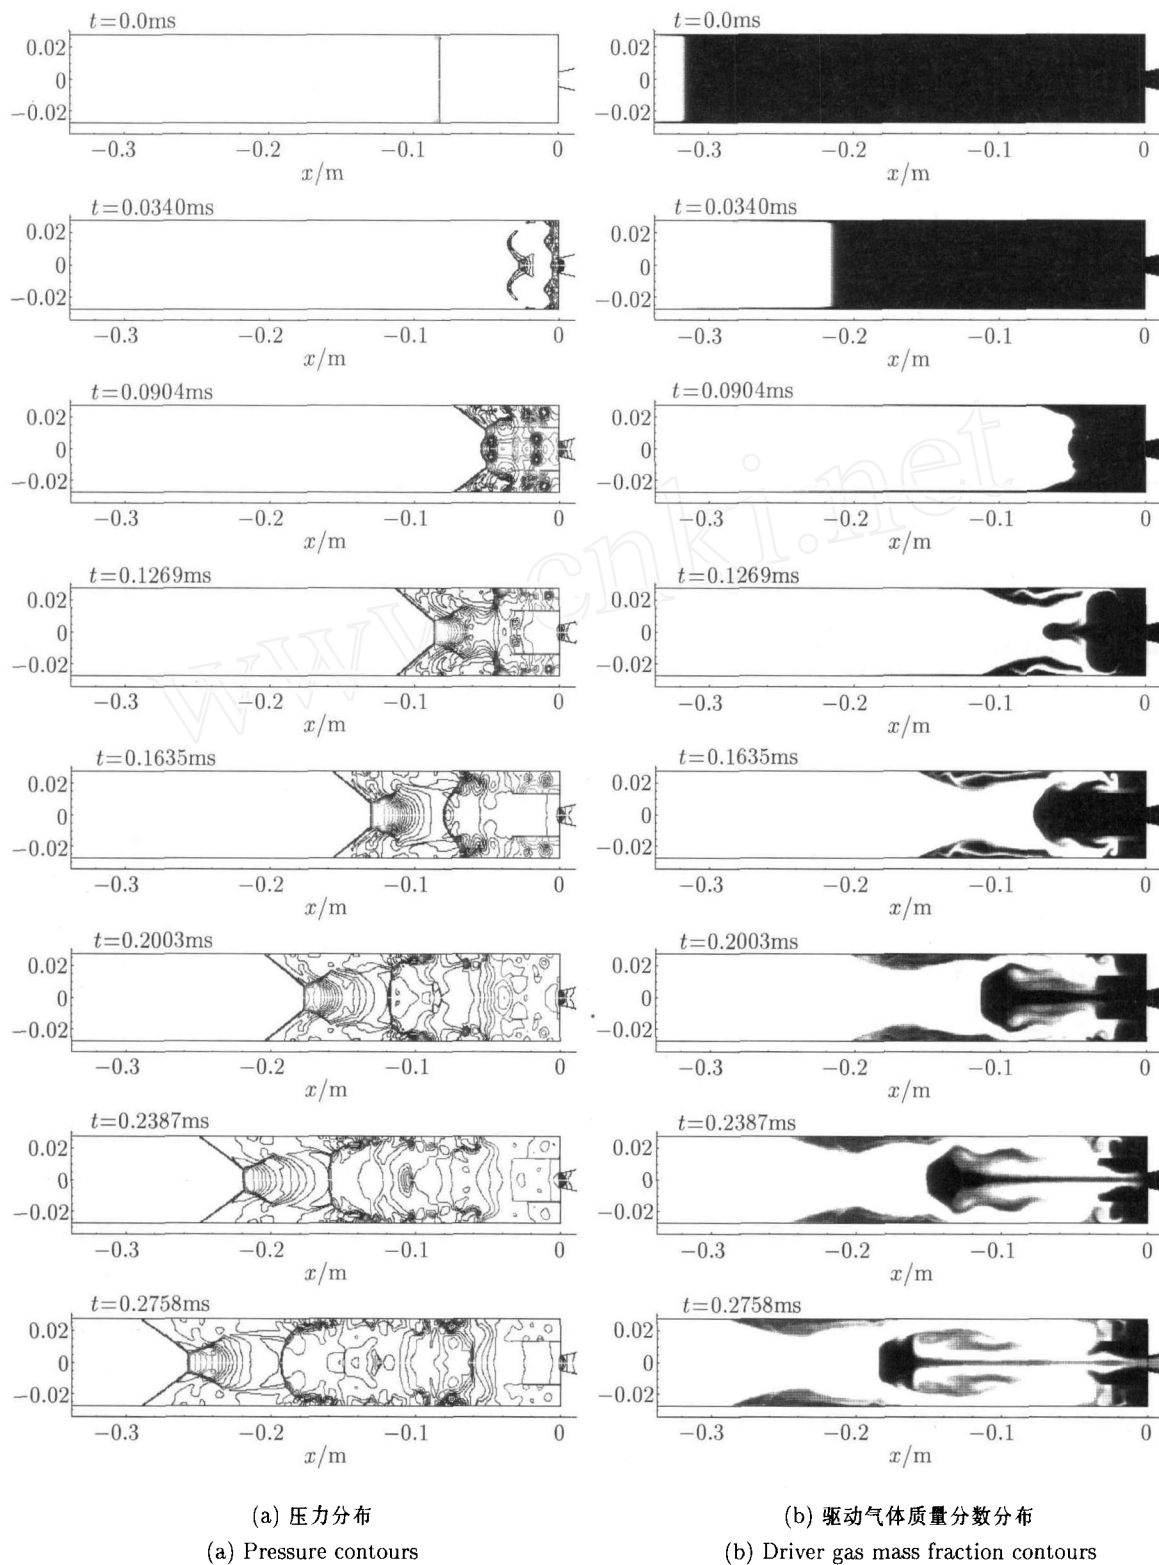 t=0.0ms
0.02
0
−0.02
−0.3 −0.2 −0.1 0
x/m
t=0.0ms
0.02
0
−0.02
−0.3 −0.2 −0.1 0
x/m
t=0.0340ms
0.02
0
−0.02
−0.3 −0.2 −0.1 0
x/m
t=0.0340ms
0.02
0
−0.02
−0.3 −0.2 −0.1 0
x/m
t=0.0904ms
0.02
0
−0.02
−0.3 −0.2 −0.1 0
x/m
t=0.0904ms
0.02
0
−0.02
−0.3 −0.2 −0.1 0
x/m
t=0.1269ms
0.02
0
−0.02
−0.3 −0.2 −0.1 0
x/m
t=0.1269ms
0.02
0
−0.02
−0.3 −0.2 −0.1 0
x/m
t=0.1635ms
0.02
0
−0.02
−0.3 −0.2 −0.1 0
x/m
t=0.1635ms
0.02
0
−0.02
−0.3 −0.2 −0.1 0
x/m
t=0.2003ms
0.02
0
−0.02
−0.3 −0.2 −0.1 0
x/m
t=0.2003ms
0.02
0
−0.02
−0.3 −0.2 −0.1 0
x/m
t=0.2387ms
0.02
0
−0.02
−0.3 −0.2 −0.1 0
x/m
t=0.2387ms
0.02
0
−0.02
−0.3 −0.2 −0.1 0
x/m
t=0.2758ms
0.02
0
−0.02
−0.3 −0.2 −0.1 0
x/m
t=0.2758ms
0.02
0
−0.02
−0.3 −0.2 −0.1 0
x/m
www.cnki.net
(a) 压力分布
(a) Pressure contours
(b) 驱动气体质量分数分布
(b) Driver gas mass fraction contours